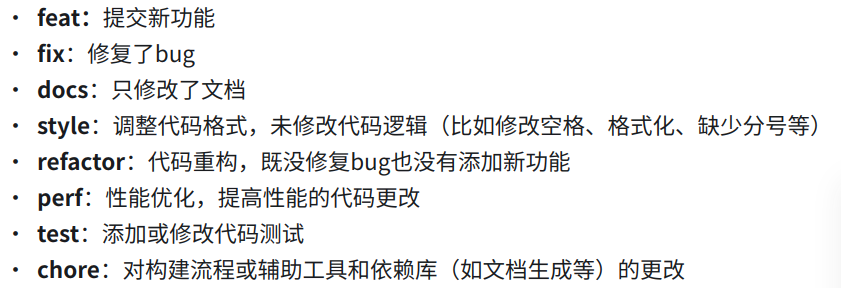 • feat：提交新功能
• fix：修复了bug
• docs：只修改了文档
• style：调整代码格式，未修改代码逻辑（比如修改空格、格式化、缺少分号等）
• refactor：代码重构，既没修复bug也没有添加新功能
• perf：性能优化，提高性能的代码更改
• test：添加或修改代码测试
• chore：对构建流程或辅助工具和依赖库（如文档生成等）的更改